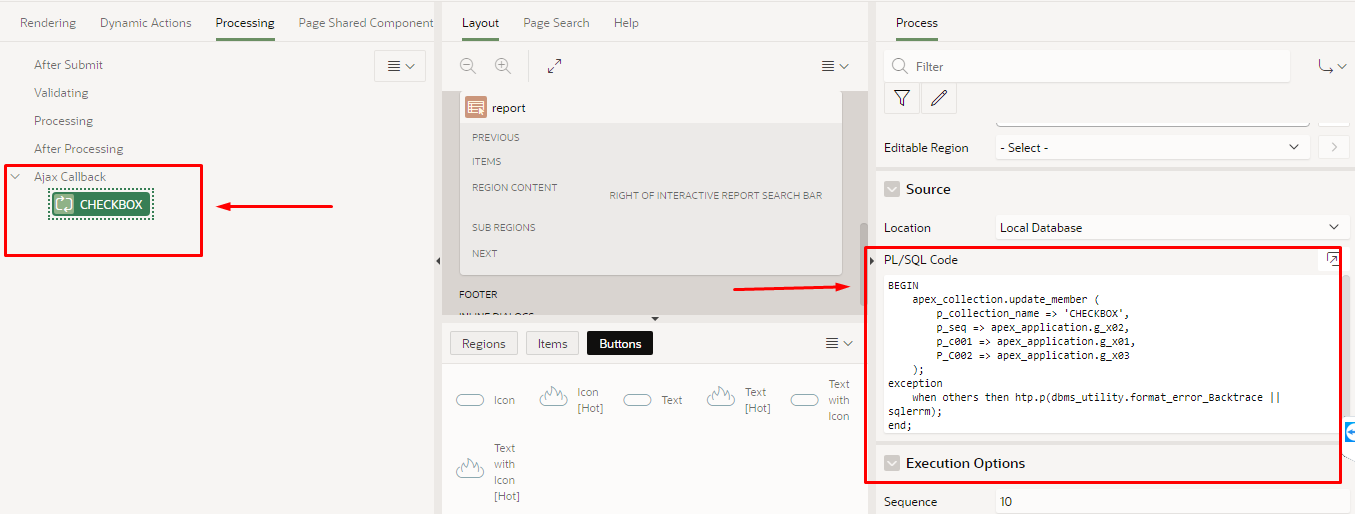 Rendering
Dynamic Actions
Processing
Page Shared Component
After Submit
Validating
Processing
After Processing
Ajax Callback
CHECKBOX
Layout
Page Search
Help
report
PREVIOUS
ITEMS
REGION CONTENT
RIGHT OF INTERACTIVE REPORT SEARCH BAR
SUB REGIONS
NEXT
FOOTER
Regions
Items
Buttons
Icon
Icon
[Hot]
Text
Text
[Hot]
Text
with
Icon
Text
with
Icon
[Hot]
Process
Filter
Editable Region
- Select -
Source
Location
Local Database
PL/SQL Code
BEGIN
apex_collection.update_member (
p_collection_name => 'CHECKBOX',
p_seq => apex_application.g_x02,
p_c001 => apex_application.g_x01,
P_C002 => apex_application.g_x03
);
exception
when others then htp.p(dbms_utility.format_error_Backtrace ||
sqlerrm);
end;
Execution Options
Sequence
10